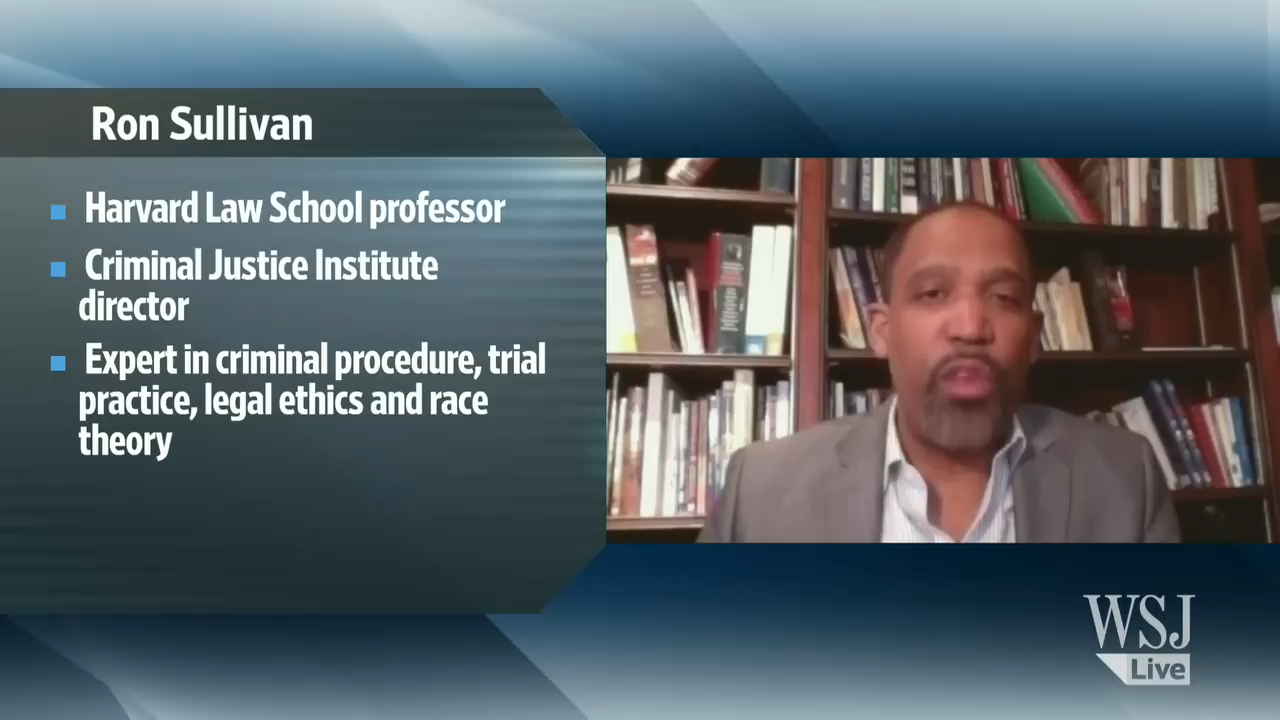 Ron Sullivan
Harvard Law School professor
Criminal Justice Institute
director
Expert in criminal procedure, trial
practice, legal ethics and race
theory
WSJ
Live